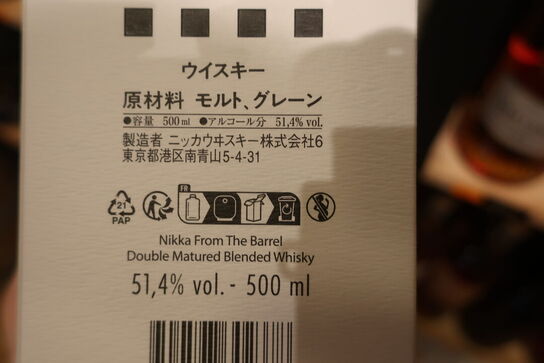 ウイスキー
原材料 モルト、グレーン
●容量 500ml ●アルコール分 51,4% vol.
製造者 ニッカウヰスキー株式会社6
東京都港区南青山5-4-31
FR
21
PAP
Nikka From The Barrel
Double Matured Blended Whisky
51,4% vol. - 500 ml